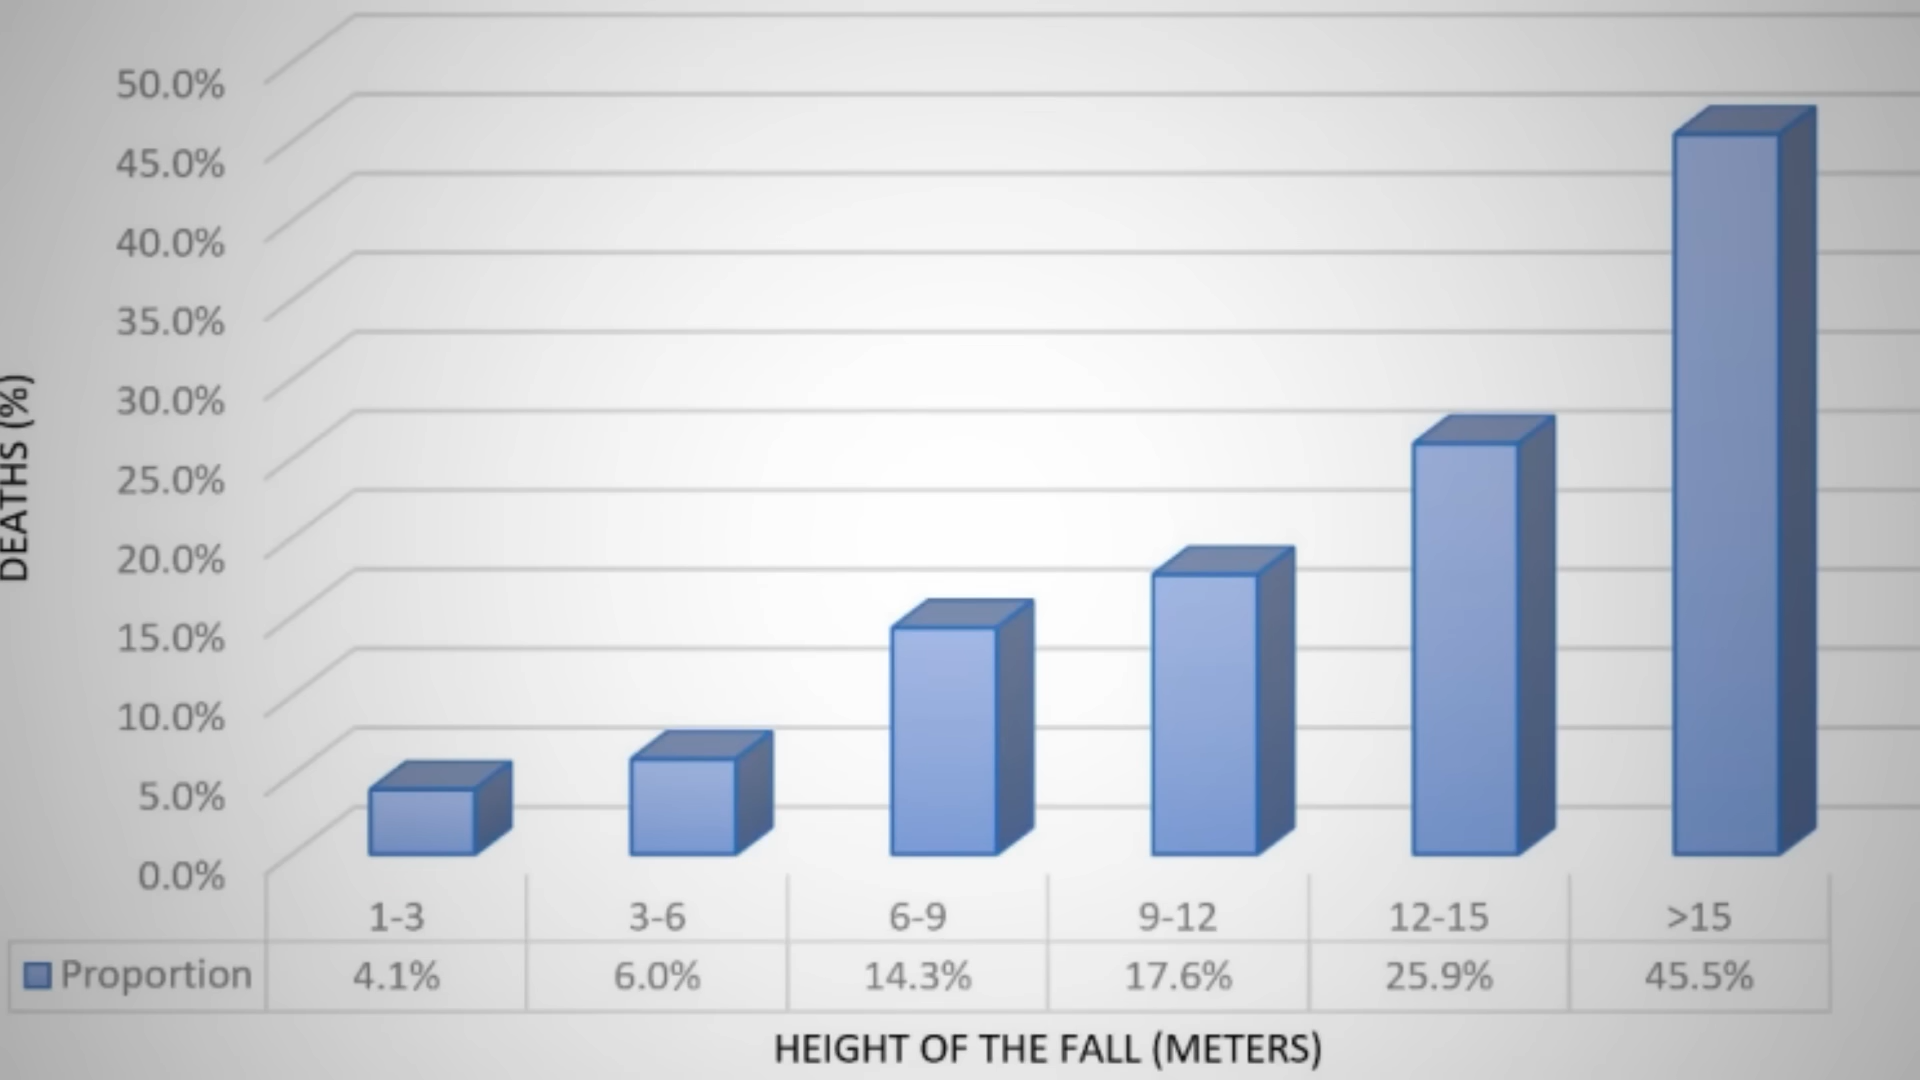 50.0%
45.0%
40.0%
35.0%
30.0%
25.0%
20.0%
15.0%
10.0%
5.0%
0.0%
DEATHS (%)
1-3 3-6 6-9 9-12 12-15 >15
Proportion 4.1% 6.0% 14.3% 17.6% 25.9% 45.5%
HEIGHT OF THE FALL (METERS)